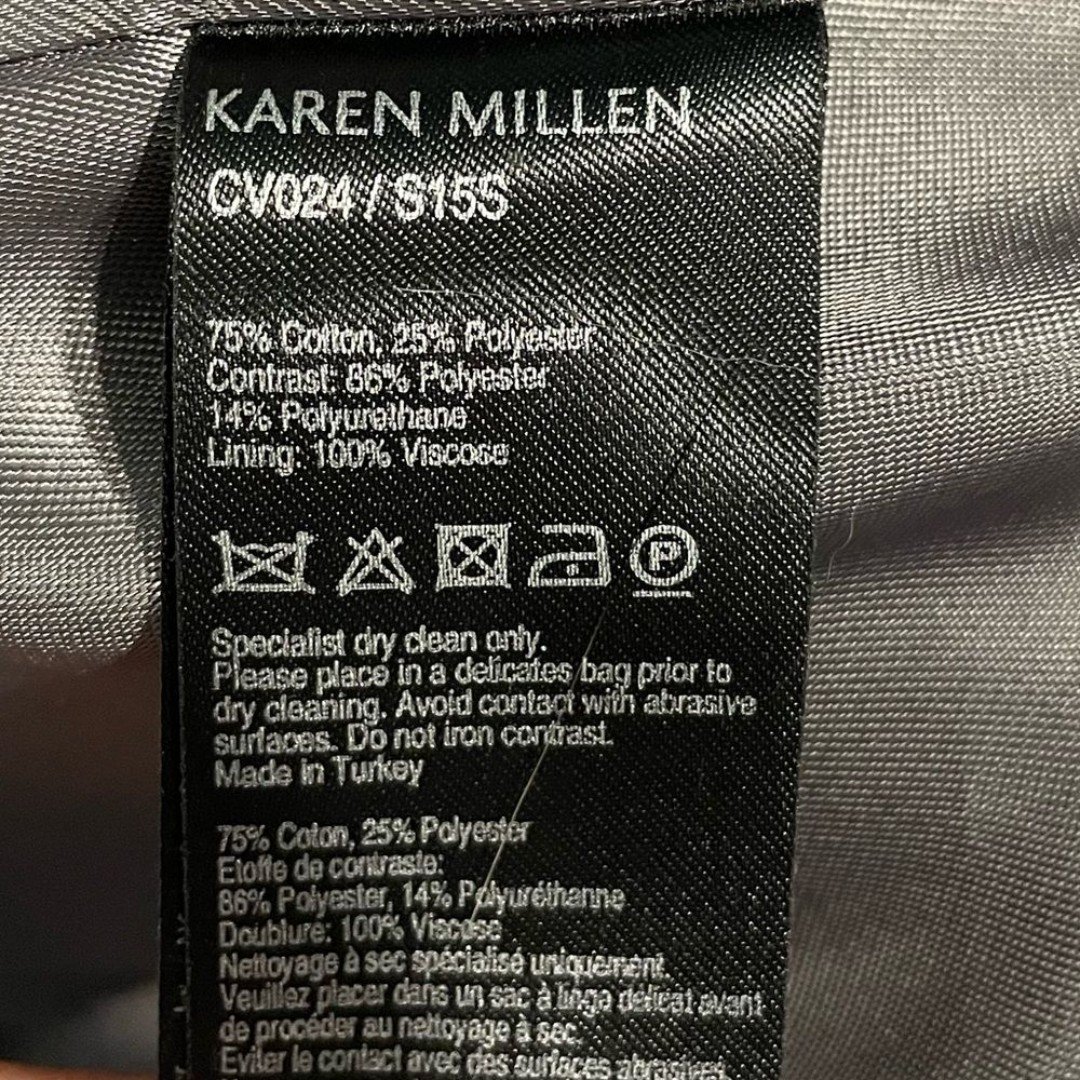 KAREN MILLEN
CV024 / S15S
75% Cotton, 25% Polyester
Contrast: 86% Polyester
14% Polyurethane
Lining: 100% Viscose
P
Specialist dry clean only.
Please place in a delicates bag prior to
dry cleaning. Avoid contact with abrasive
surfaces. Do not iron contrast.
Made in Turkey
75% Coton, 25% Polyester
Etoffe de contraste:
86% Polyester, 14% Polyuréthanne
Doublure: 100% Viscose
Nettoyage à sec spécialisé uniquement.
Veuillez placer dans un sac à linge délicat avant
de procéder au nettoyage à sec.
Eviter le contact avec des surfaces abrasives.